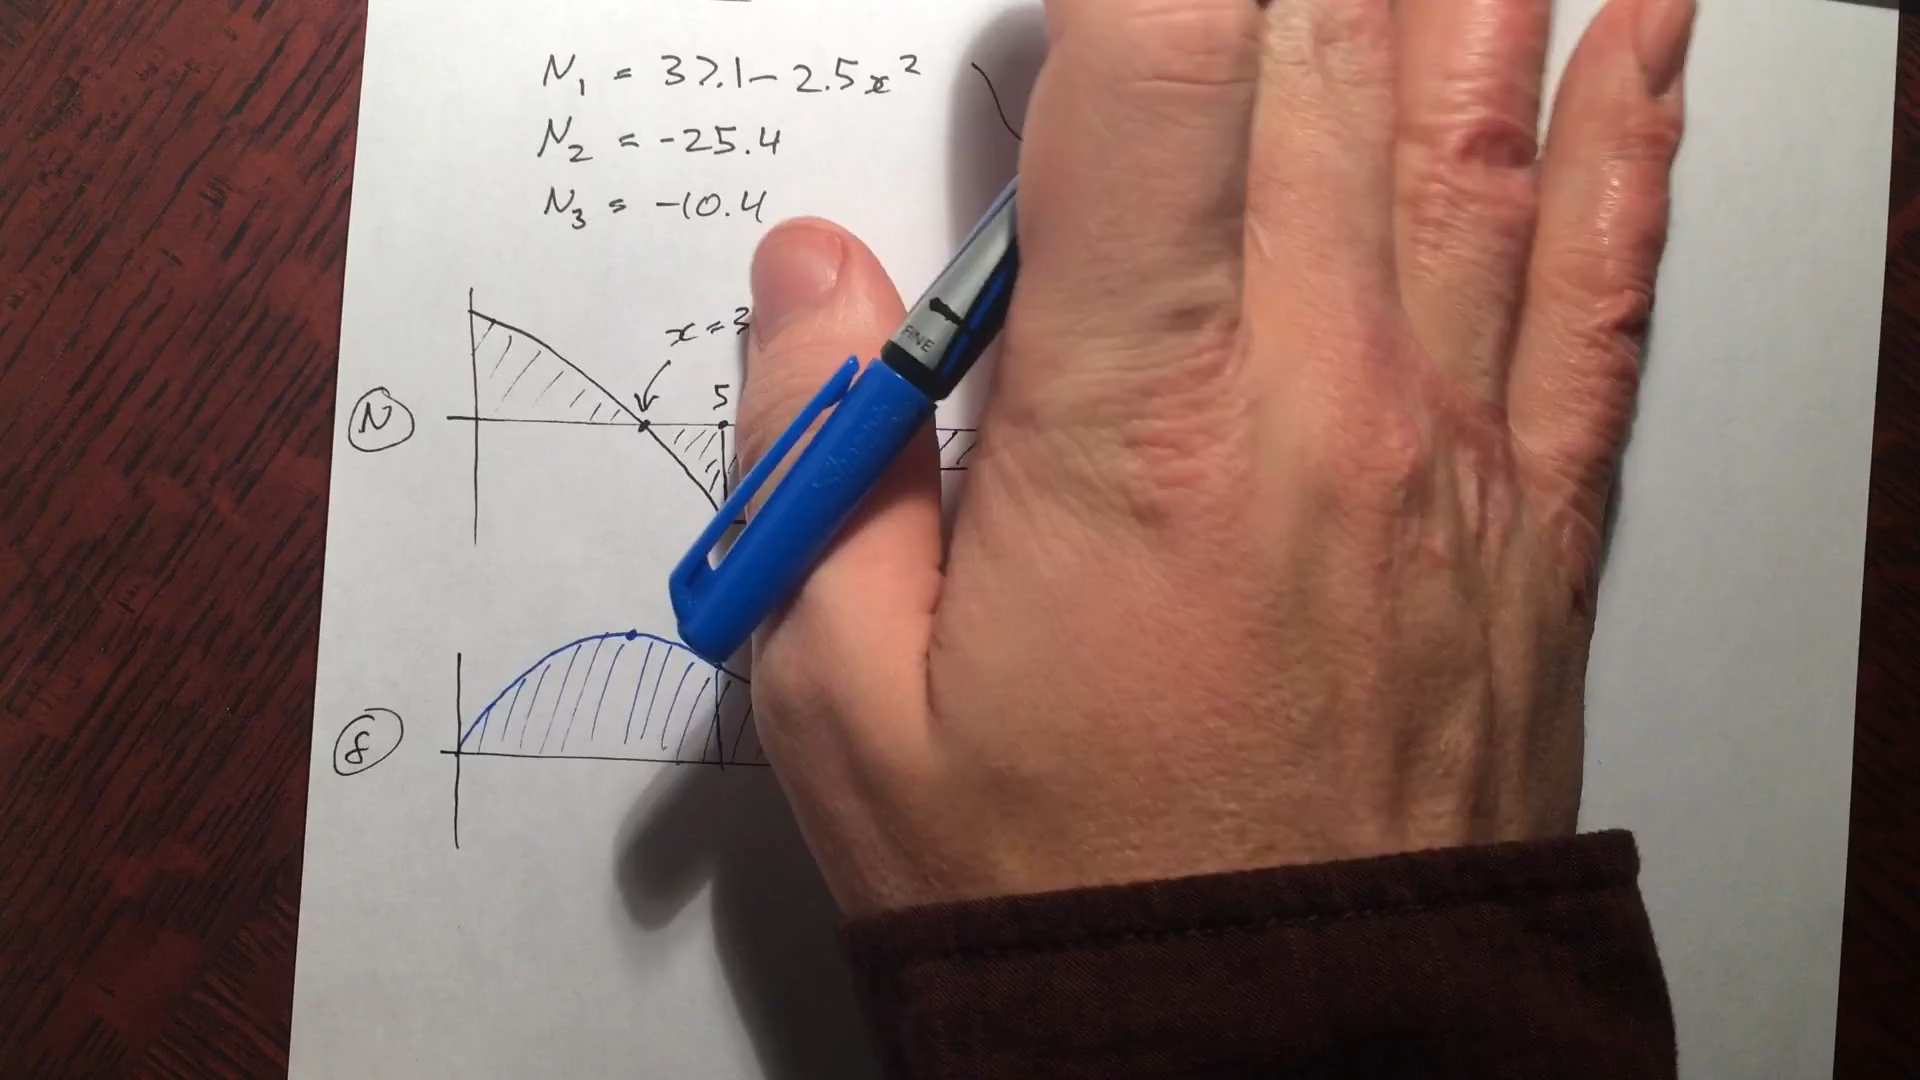 N₁ = 37.1 - 2.5x²
N₂ = -25.4
N₃ = -10.4
x = 3
5
N
δ
FINE